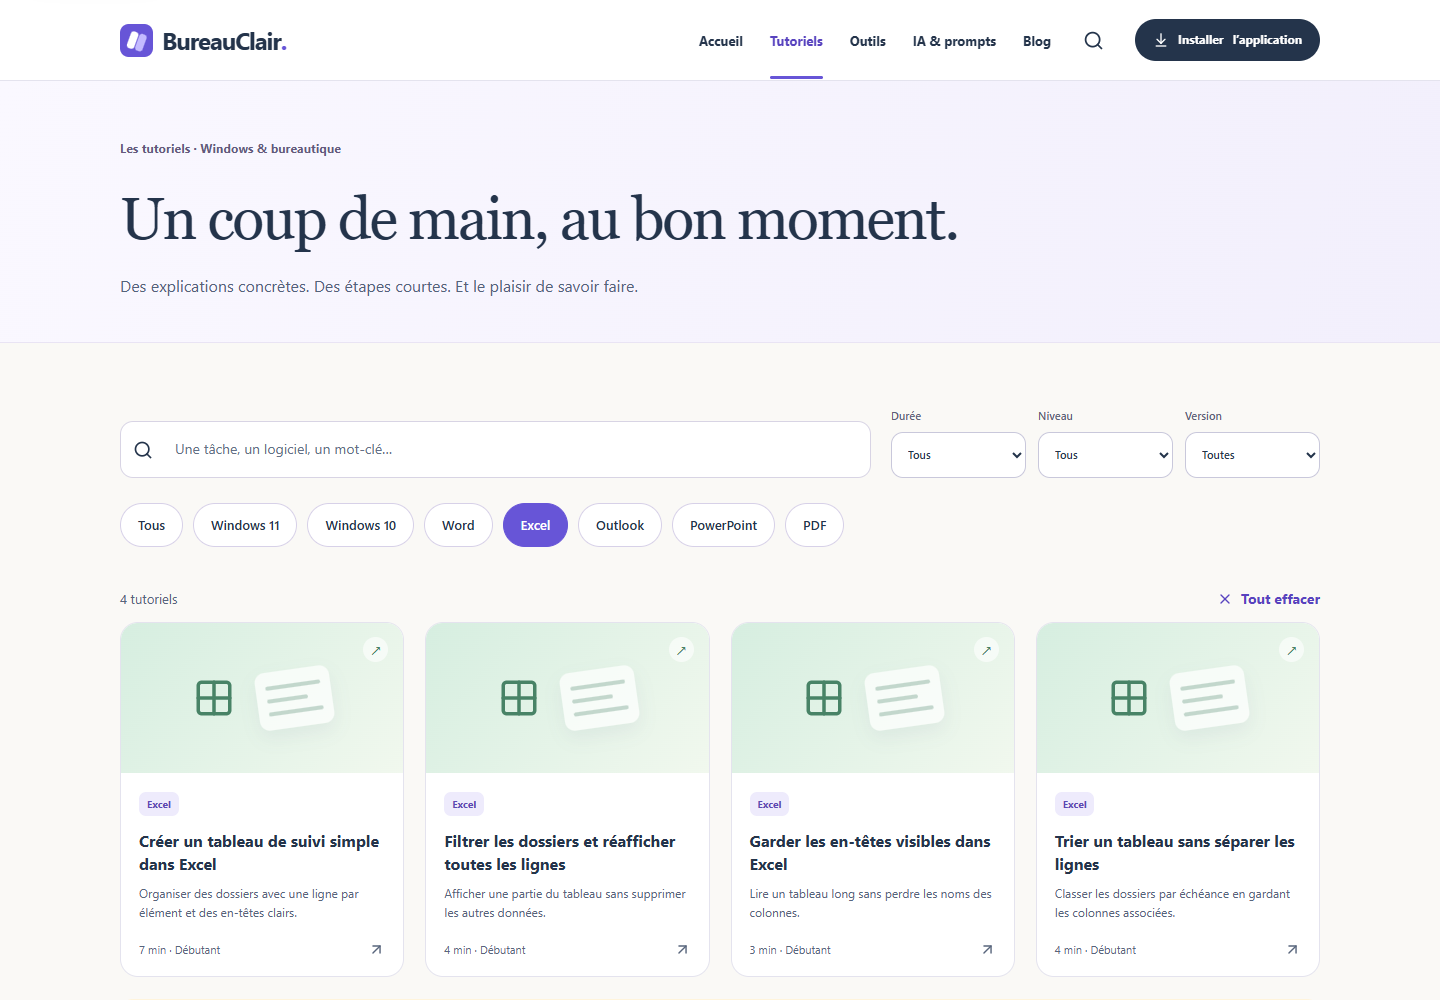 BureauClair.
Accueil
Tutoriels
Outils
IA & prompts
Blog
Installer l’application
Les tutoriels · Windows & bureautique
Un coup de main, au bon moment.
Des explications concrètes. Des étapes courtes. Et le plaisir de savoir faire.
Une tâche, un logiciel, un mot-clé…
Durée
Tous
Niveau
Tous
Version
Toutes
Tous
Windows 11
Windows 10
Word
Excel
Outlook
PowerPoint
PDF
4 tutoriels
Tout effacer
Excel
Créer un tableau de suivi simple
dans Excel
Organiser des dossiers avec une ligne par
élément et des en-têtes clairs.
7 min · Débutant
Excel
Filtrer les dossiers et réafficher
toutes les lignes
Afficher une partie du tableau sans supprimer
les autres données.
4 min · Débutant
Excel
Garder les en-têtes visibles dans
Excel
Lire un tableau long sans perdre les noms des
colonnes.
3 min · Débutant
Excel
Trier un tableau sans séparer les
lignes
Classer les dossiers par échéance en gardant
les colonnes associées.
4 min · Débutant